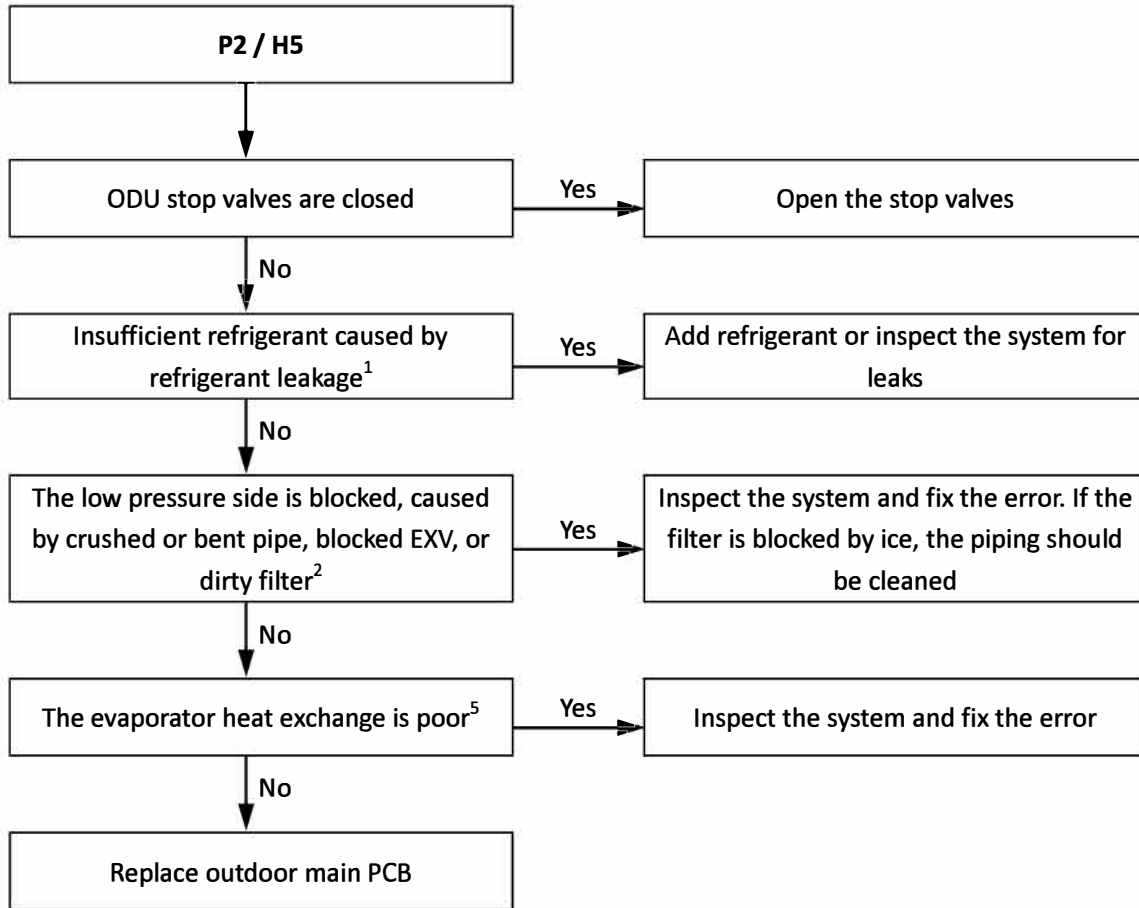 P2 / H5
ODU stop valves are closed
Yes
Open the stop valves
No
Insufficient refrigerant caused by
refrigerant leakage1
Yes
Add refrigerant or inspect the system for
leaks
No
The low pressure side is blocked, caused
by crushed or bent pipe, blocked EXV, or
dirty filter2
Yes
Inspect the system and fix the error. If the
filter is blocked by ice, the piping should
be cleaned
No
The evaporator heat exchange is poor5
Yes
Inspect the system and fix the error
No
Replace outdoor main PCB